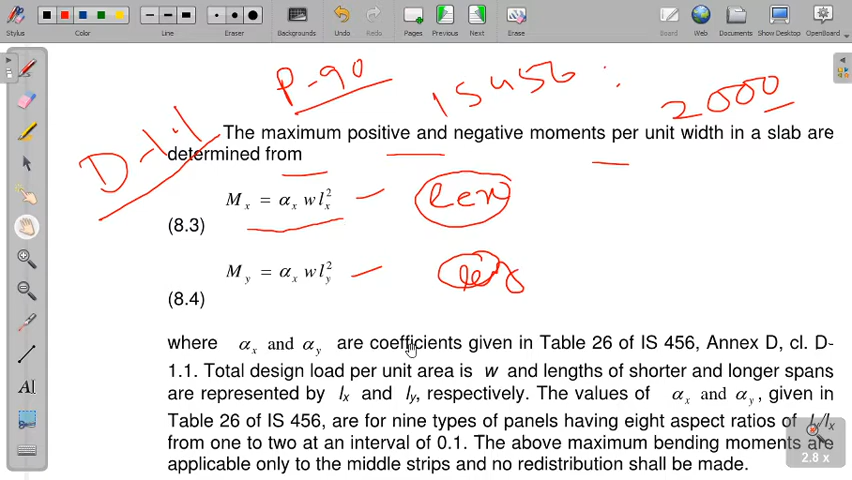 Stylus Colors Line Eraser Backgrounds Undo Redo Pages Previous Next Erase Board Web Documents Show Desktop OpenBoard
P-90
IS456 : 2000
D-1.1
The maximum positive and negative moments per unit width in a slab are
determined from
M_x = α_x w l_x^2 — lex
(8.3)
M_y = α_x w l_y^2 — ley
(8.4)
where α_x and α_y are coefficients given in Table 26 of IS 456, Annex D, cl. D-
1.1. Total design load per unit area is w and lengths of shorter and longer spans
are represented by l_x and l_y, respectively. The values of α_x and α_y, given in
Table 26 of IS 456, are for nine types of panels having eight aspect ratios of l_y/l_x
from one to two at an interval of 0.1. The above maximum bending moments are
applicable only to the middle strips and no redistribution shall be made.
2.8 x